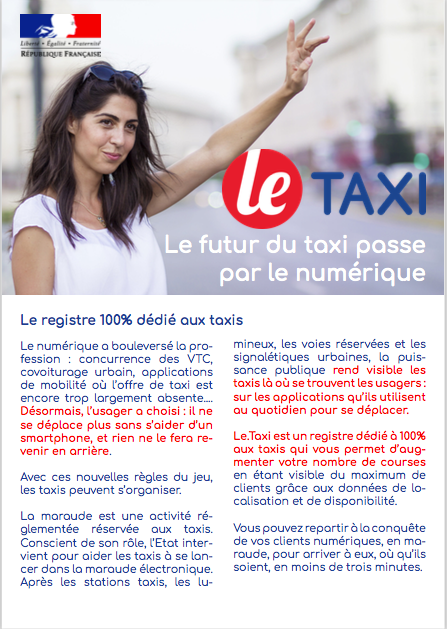 Liberté • Égalité • Fraternité
RÉPUBLIQUE FRANÇAISE
le TAXI
Le futur du taxi passe
par le numérique
Le registre 100% dédié aux taxis
Le numérique a bouleversé la pro-
fession : concurrence des VTC,
covoiturage urbain, applications
de mobilité où l'offre de taxi est
encore trop largement absente....
Désormais, l'usager a choisi : il ne
se déplace plus sans s'aider d'un
smartphone, et rien ne le fera re-
venir en arrière.
Avec ces nouvelles règles du jeu,
les taxis peuvent s'organiser.
La maraude est une activité ré-
glementée réservée aux taxis.
Conscient de son rôle, l'Etat inter-
vient pour aider les taxis à se lan-
cer dans la maraude électronique.
Après les stations taxis, les lu-
mineux, les voies réservées et les
signalétiques urbaines, la puis-
sance publique rend visible les
taxis là où se trouvent les usagers :
sur les applications qu'ils utilisent
au quotidien pour se déplacer.
Le.Taxi est un registre dédié à 100%
aux taxis qui vous permet d'aug-
menter votre nombre de courses
en étant visible du maximum de
clients grâce aux données de lo-
calisation et de disponibilité.
Vous pouvez repartir à la conquête
de vos clients numériques, en ma-
raude, pour arriver à eux, où qu'ils
soient, en moins de trois minutes.